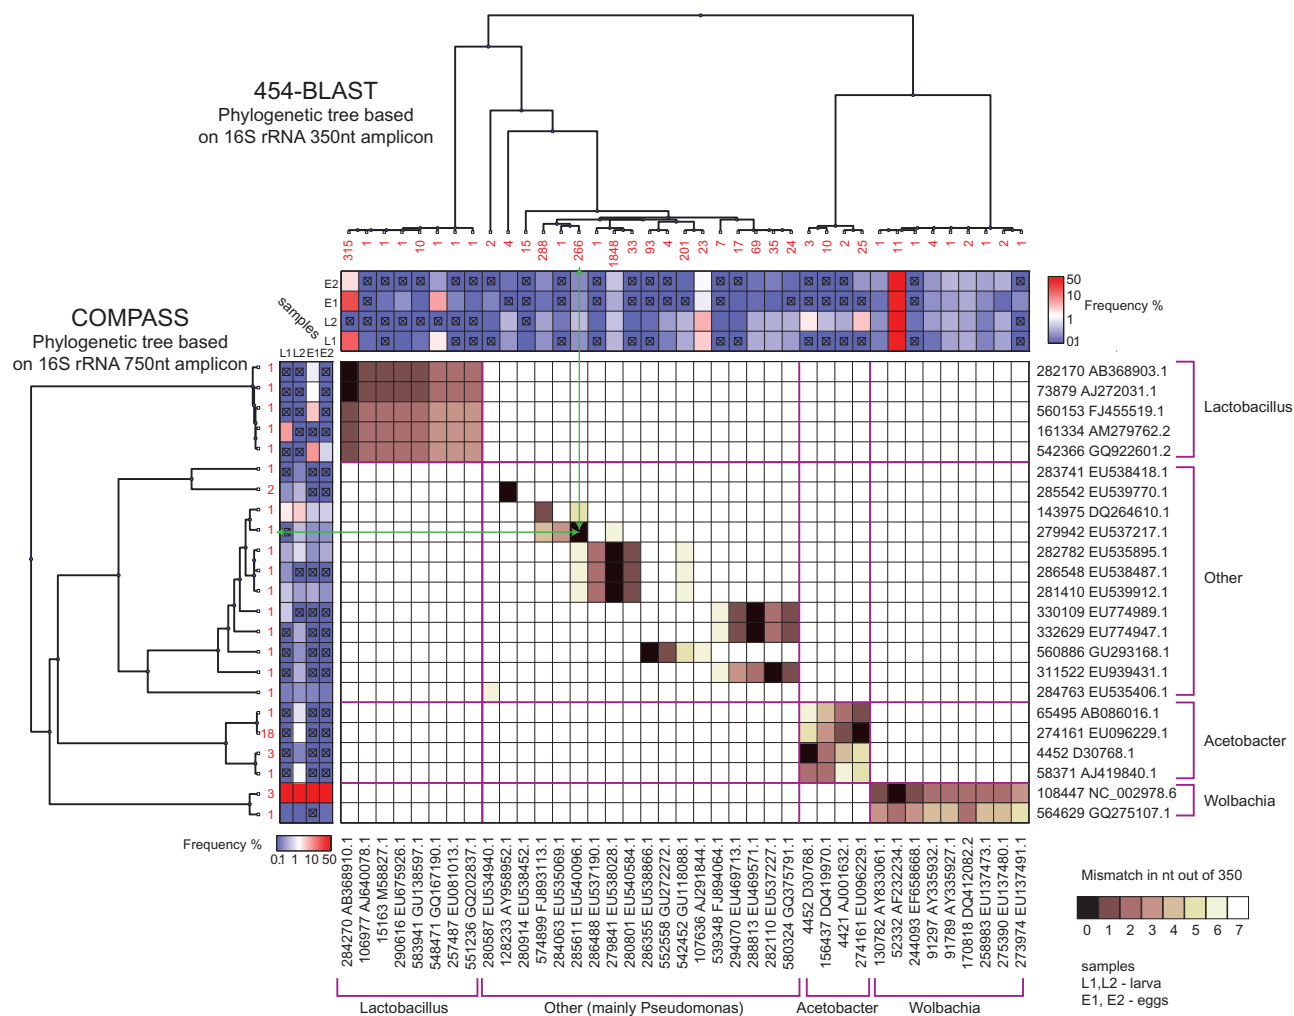 454-BLAST
Phylogenetic tree based
on 16S rRNA 350nt amplicon
315 1 1 1 10 1 1 1 2 4 15 288 1 266 1 1848 33 93 4 201 23 7 17 69 35 24 3 10 2 25 1 11 1 4 1 2 1 2 1
E2
E1
L2
L1
50
10
1
01
Frequency %
samples
COMPASS
Phylogenetic tree based
on 16S rRNA 750nt amplicon
L1 L2 E1 E2
1 282170 AB368903.1
1 73879 AJ272031.1
1 560153 FJ455519.1
1 161334 AM279762.2
1 542366 GQ922601.2
Lactobacillus
1 283741 EU538418.1
2 285542 EU539770.1
1 143975 DQ264610.1
1 279942 EU537217.1
1 282782 EU535895.1
1 286548 EU538487.1
1 281410 EU539912.1
1 330109 EU774989.1
1 332629 EU774947.1
1 560886 GU293168.1
1 311522 EU939431.1
1 284763 EU535406.1
Other
1 65495 AB086016.1
18 274161 EU096229.1
3 4452 D30768.1
1 58371 AJ419840.1
Acetobacter
3 108447 NC_002978.6
1 564629 GQ275107.1
Wolbachia
Frequency %
0.1 1 10 50
284270 AB368910.1
106977 AJ640078.1
15163 M58827.1
290616 EU675926.1
583941 GU138597.1
548471 GQ167190.1
257487 EU081013.1
551236 GQ202837.1
280587 EU534940.1
128233 AY958952.1
280914 EU538452.1
574899 FJ893113.1
284063 EU535069.1
285611 EU540096.1
286488 EU537190.1
279841 EU538028.1
280801 EU540584.1
286355 EU538866.1
552558 GU272272.1
542452 GU118088.1
107636 AJ291844.1
539348 FJ894064.1
294070 EU469713.1
288813 EU469571.1
282110 EU537227.1
580324 GQ375791.1
4452 D30768.1
156437 DQ419970.1
4421 AJ001632.1
274161 EU096229.1
130782 AY833061.1
52332 AF232234.1
244093 EF658668.1
91297 AY335932.1
91789 AY335927.1
170818 DQ412082.2
258983 EU137473.1
275390 EU137480.1
273974 EU137491.1
Lactobacillus
Other (mainly Pseudomonas)
Acetobacter
Wolbachia
Mismatch in nt out of 350
0 1 2 3 4 5 6 7
samples
L1,L2 - larva
E1, E2 - eggs